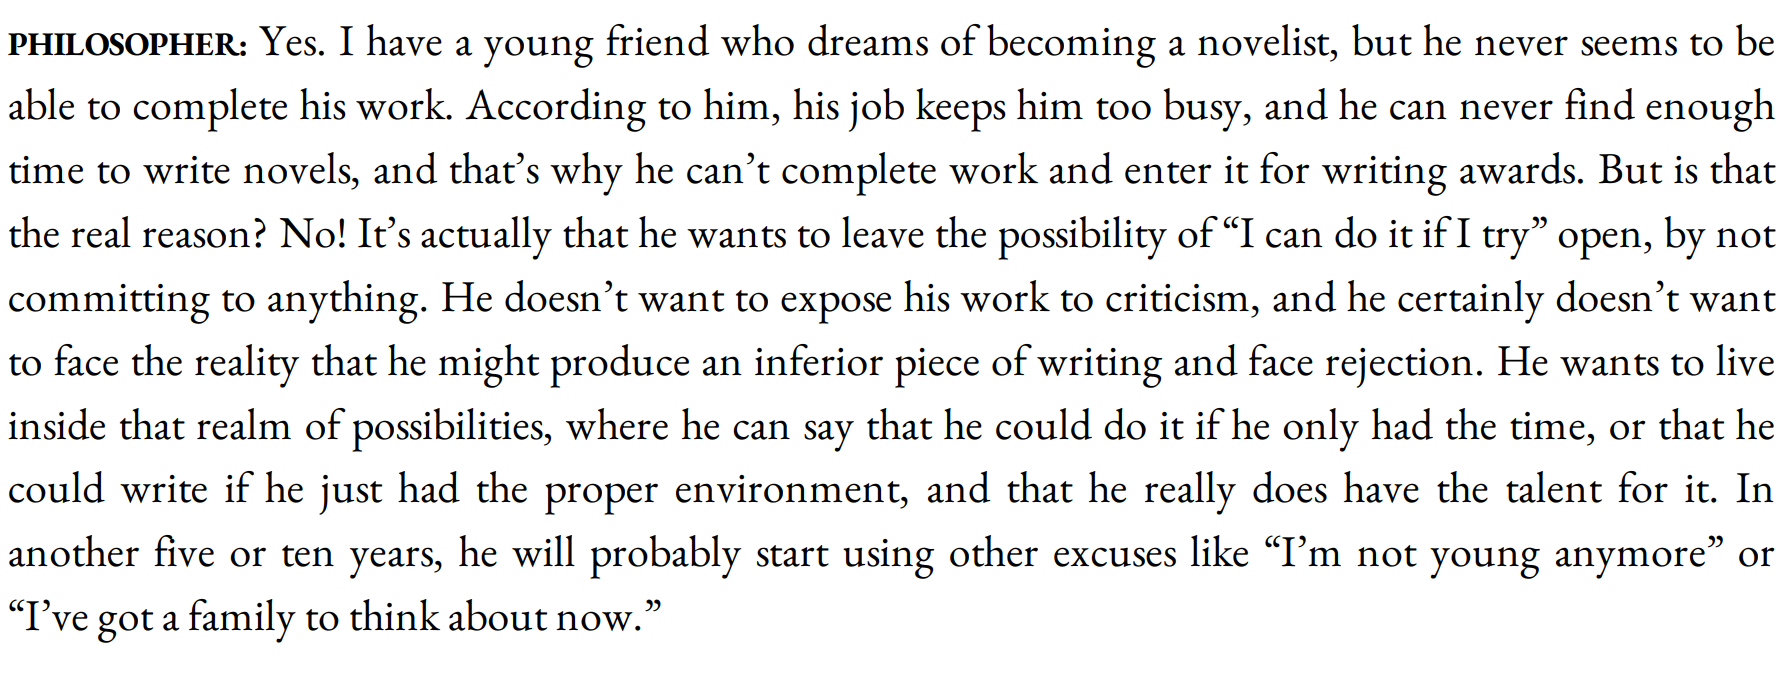 PHILOSOPHER: Yes. I have a young friend who dreams of becoming a novelist, but he never seems to be
able to complete his work. According to him, his job keeps him too busy, and he can never find enough
time to write novels, and that’s why he can’t complete work and enter it for writing awards. But is that
the real reason? No! It’s actually that he wants to leave the possibility of “I can do it if I try” open, by not
committing to anything. He doesn’t want to expose his work to criticism, and he certainly doesn’t want
to face the reality that he might produce an inferior piece of writing and face rejection. He wants to live
inside that realm of possibilities, where he can say that he could do it if he only had the time, or that he
could write if he just had the proper environment, and that he really does have the talent for it. In
another five or ten years, he will probably start using other excuses like “I’m not young anymore” or
“I’ve got a family to think about now.”